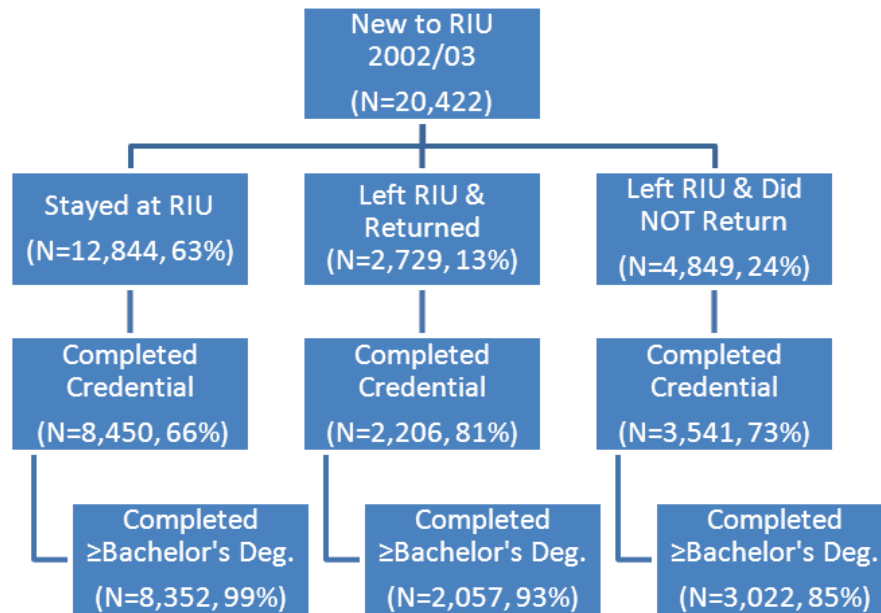 New to RIU
2002/03
(N=20,422)
Stayed at RIU
(N=12,844, 63%)
Left RIU &
Returned
(N=2,729, 13%)
Left RIU & Did
NOT Return
(N=4,849, 24%)
Completed
Credential
(N=8,450, 66%)
Completed
Credential
(N=2,206, 81%)
Completed
Credential
(N=3,541, 73%)
Completed
≥Bachelor's Deg.
(N=8,352, 99%)
Completed
≥Bachelor's Deg.
(N=2,057, 93%)
Completed
≥Bachelor's Deg.
(N=3,022, 85%)